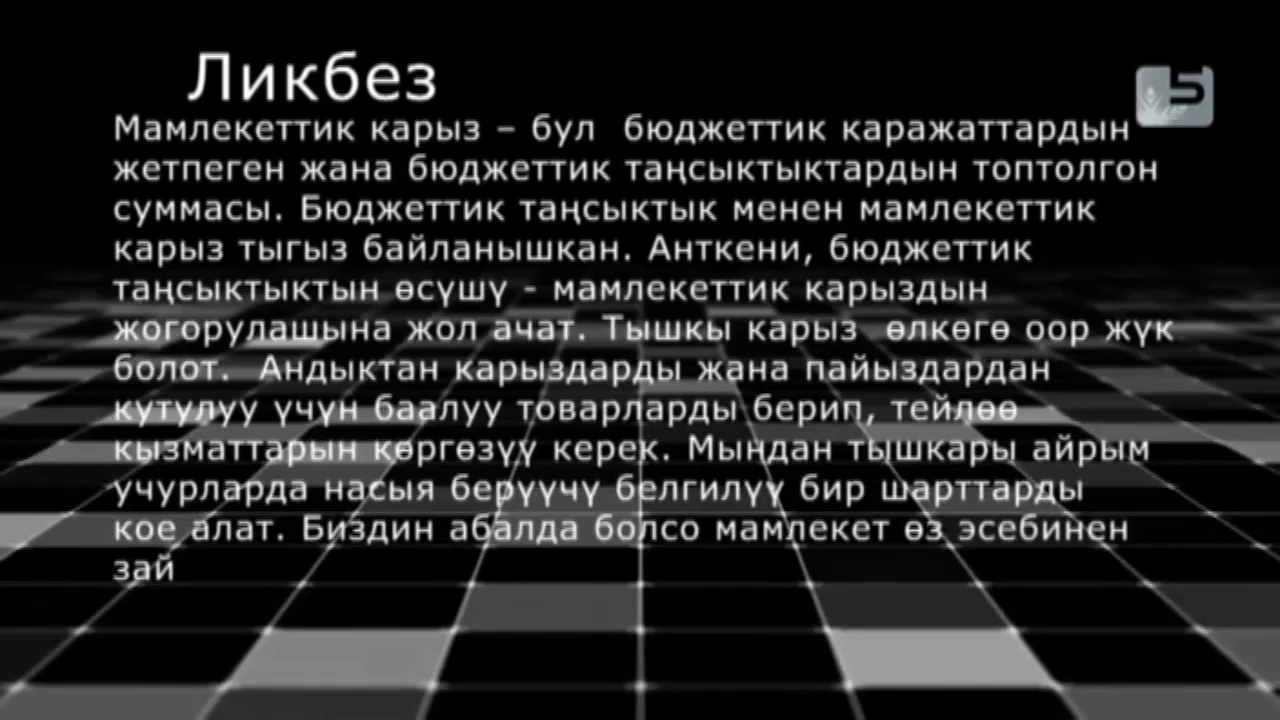 Ликбез
5
Мамлекеттик карыз – бул  бюджеттик каражаттардын
жетпеген жана бюджеттик таңсыктыктардын топтолгон
суммасы. Бюджеттик таңсыктык менен мамлекеттик
карыз тыгыз байланышкан. Анткени, бюджеттик
таңсыктыктын өсүшү - мамлекеттик карыздын
жогорулашына жол ачат. Тышкы карыз  өлкөгө оор жүк
болот.  Андыктан карыздарды жана пайыздардан
кутулуу үчүн баалуу товарларды берип, тейлөө
кызматтарын көргөзүү керек. Мындан тышкары айрым
учурларда насыя берүүчү белгилүү бир шарттарды
кое алат. Биздин абалда болсо мамлекет өз эсебинен
зай